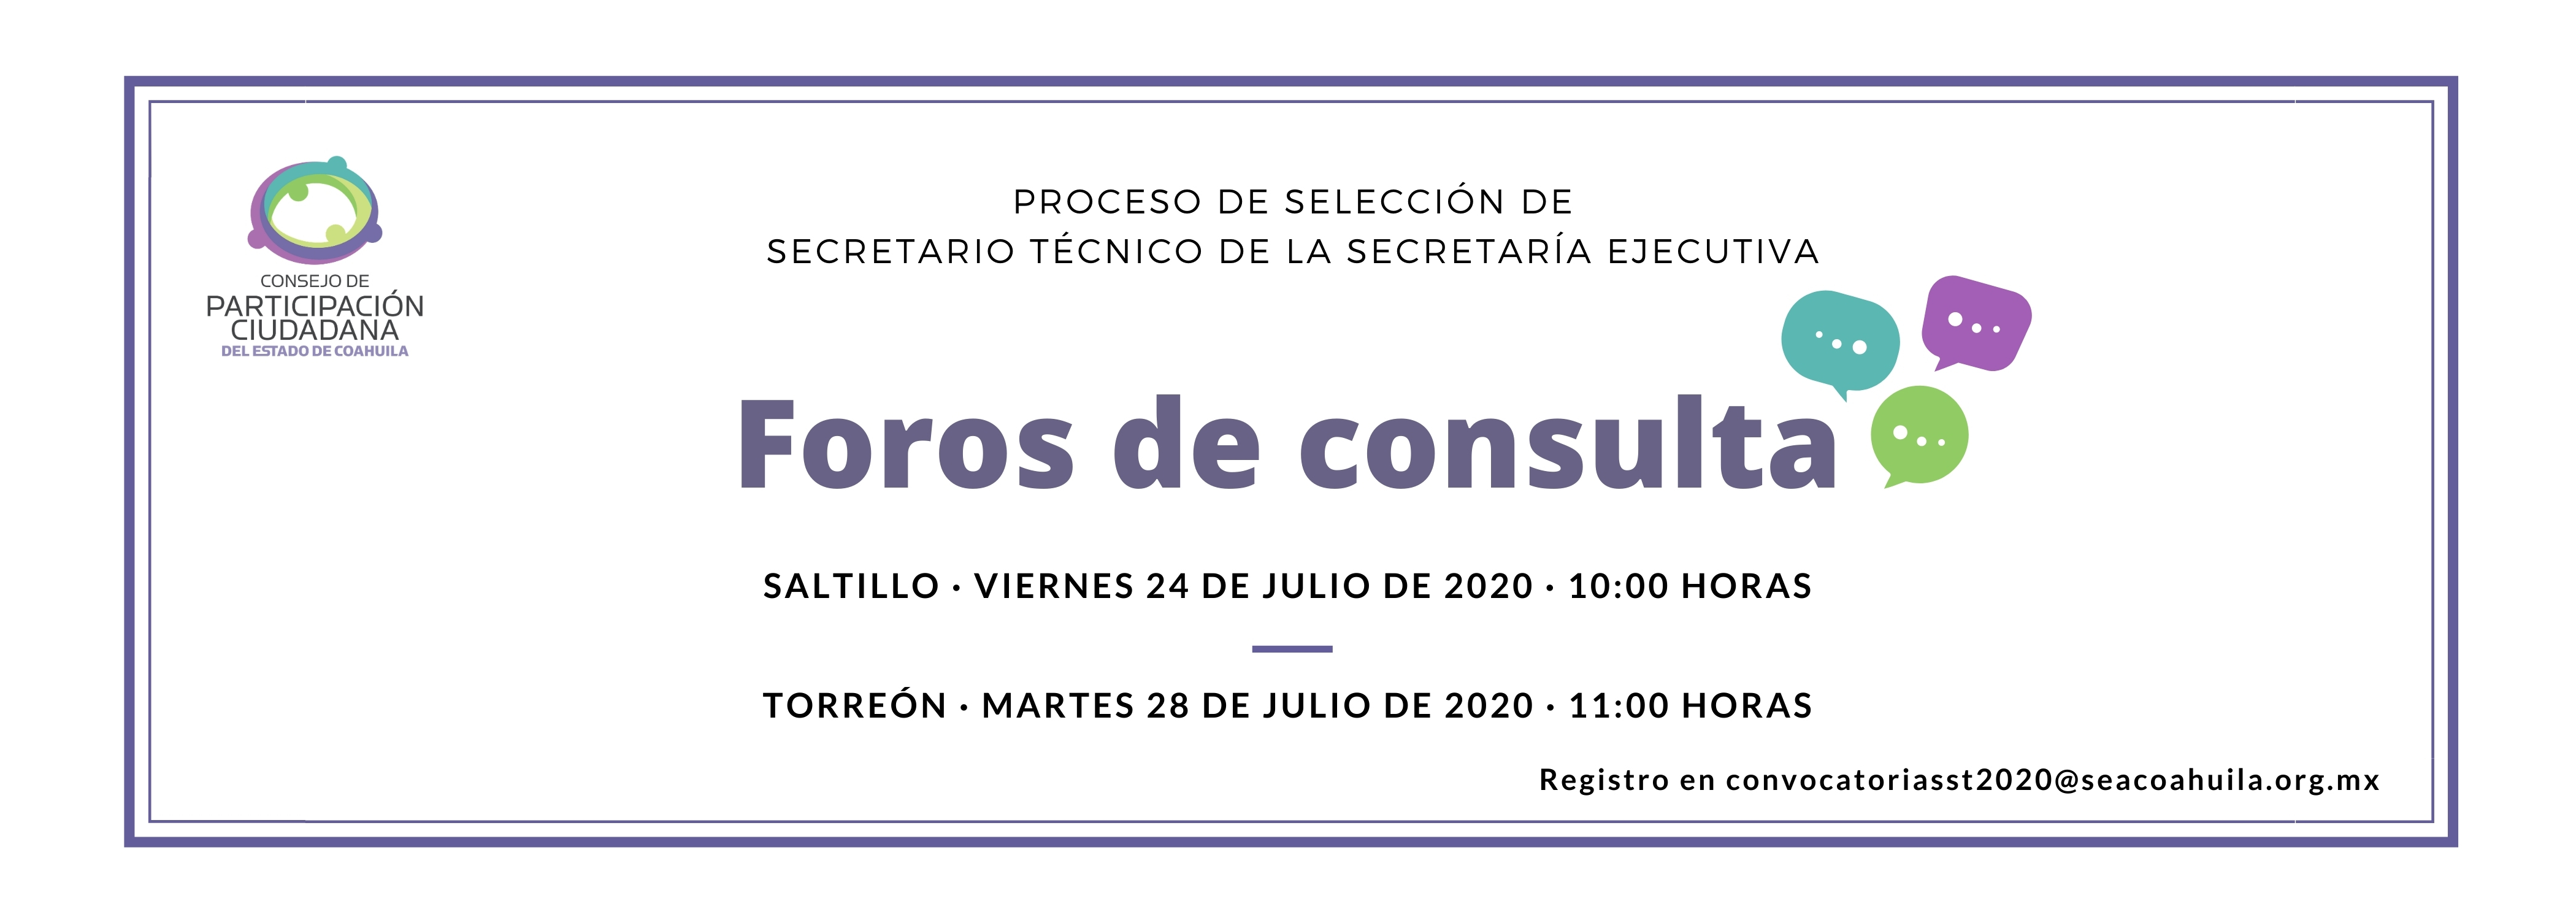 CONSEJO DE
PARTICIPACIÓN
CIUDADANA
DEL ESTADO DE COAHUILA
PROCESO DE SELECCIÓN DE
SECRETARIO TÉCNICO DE LA SECRETARÍA EJECUTIVA
Foros de consulta
SALTILLO · VIERNES 24 DE JULIO DE 2020 · 10:00 HORAS
TORREÓN · MARTES 28 DE JULIO DE 2020 · 11:00 HORAS
Registro en convocatoriasst2020@seacoahuila.org.mx